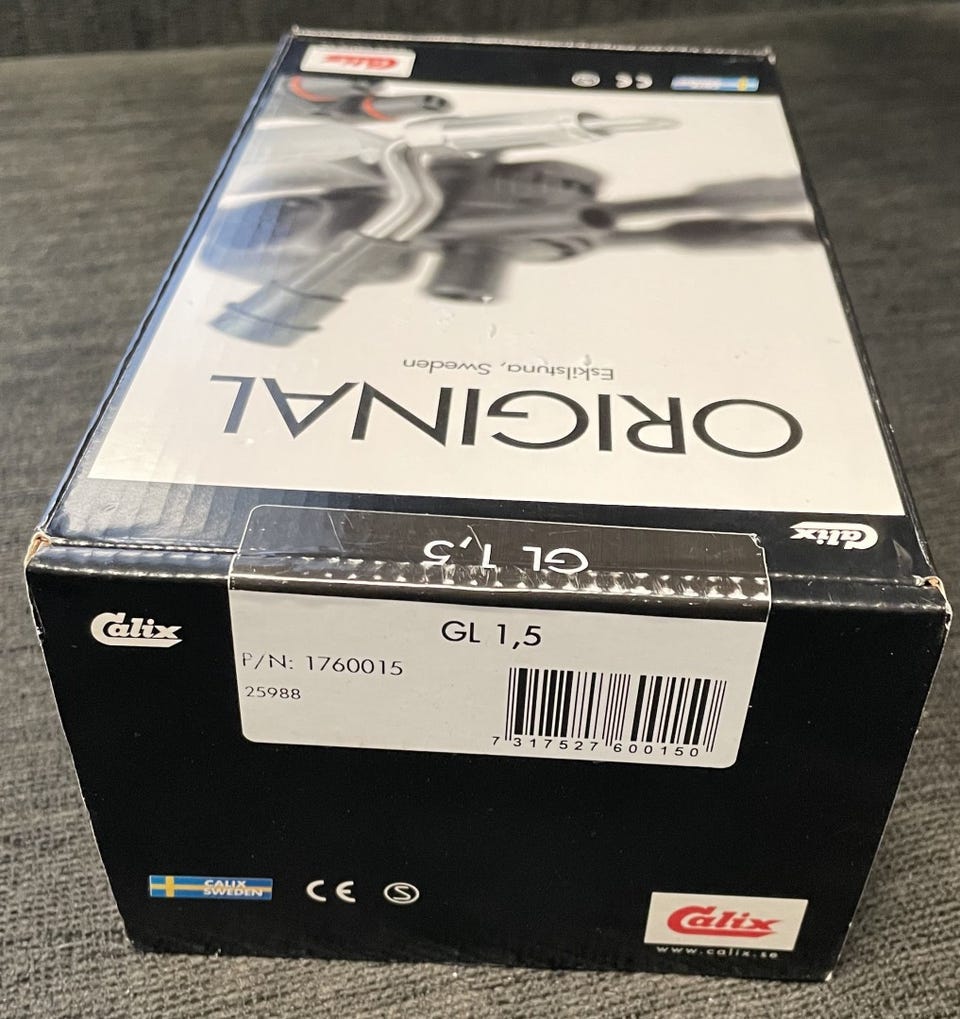 Calix
CE S
Eskilstuna, Sweden
ORIGINAL
Calix
GL 1,5
Calix
GL 1,5
P/N: 1760015
25988
7 317527 600150
CALIX
SWEDEN
CE S
Calix
www.calix.se